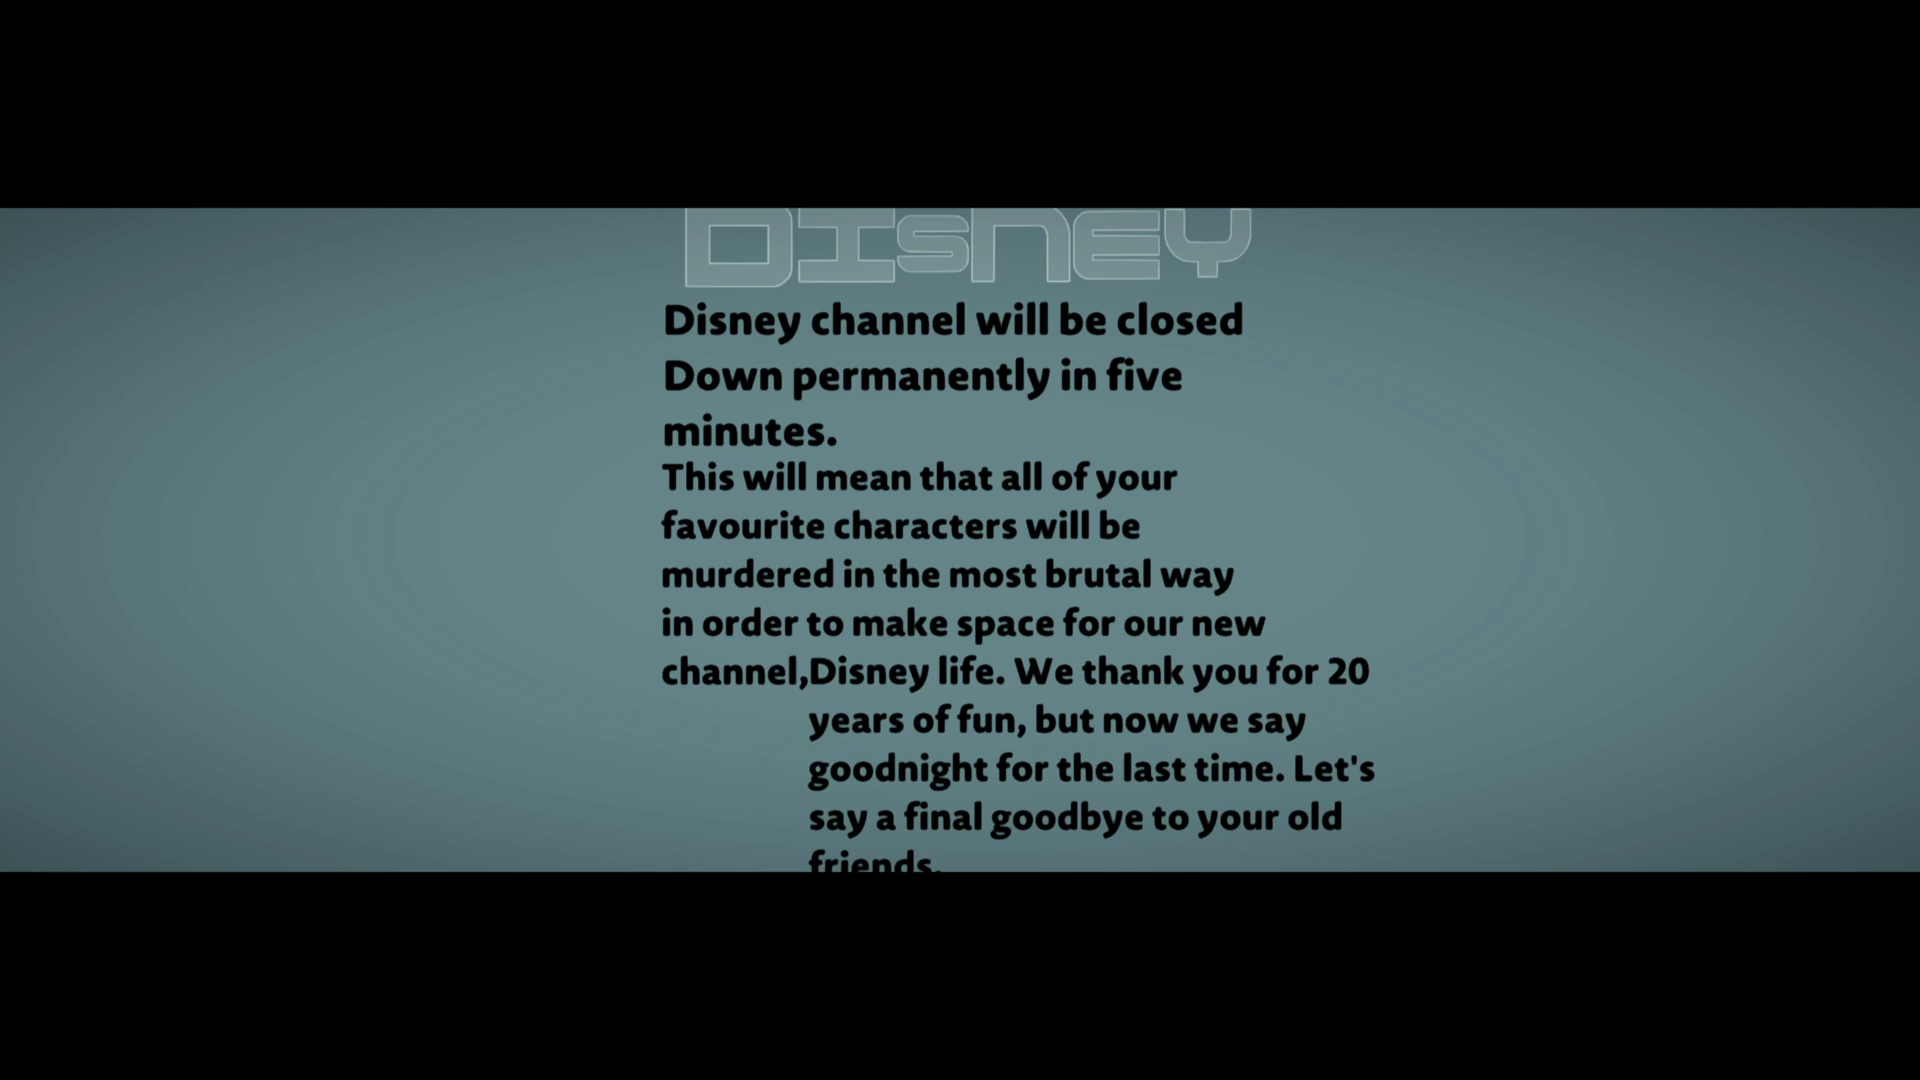 DIsNEY
Disney channel will be closed
Down permanently in five
minutes.
This will mean that all of your
favourite characters will be
murdered in the most brutal way
in order to make space for our new
channel,Disney life. We thank you for 20
years of fun, but now we say
goodnight for the last time. Let's
say a final goodbye to your old
friends.